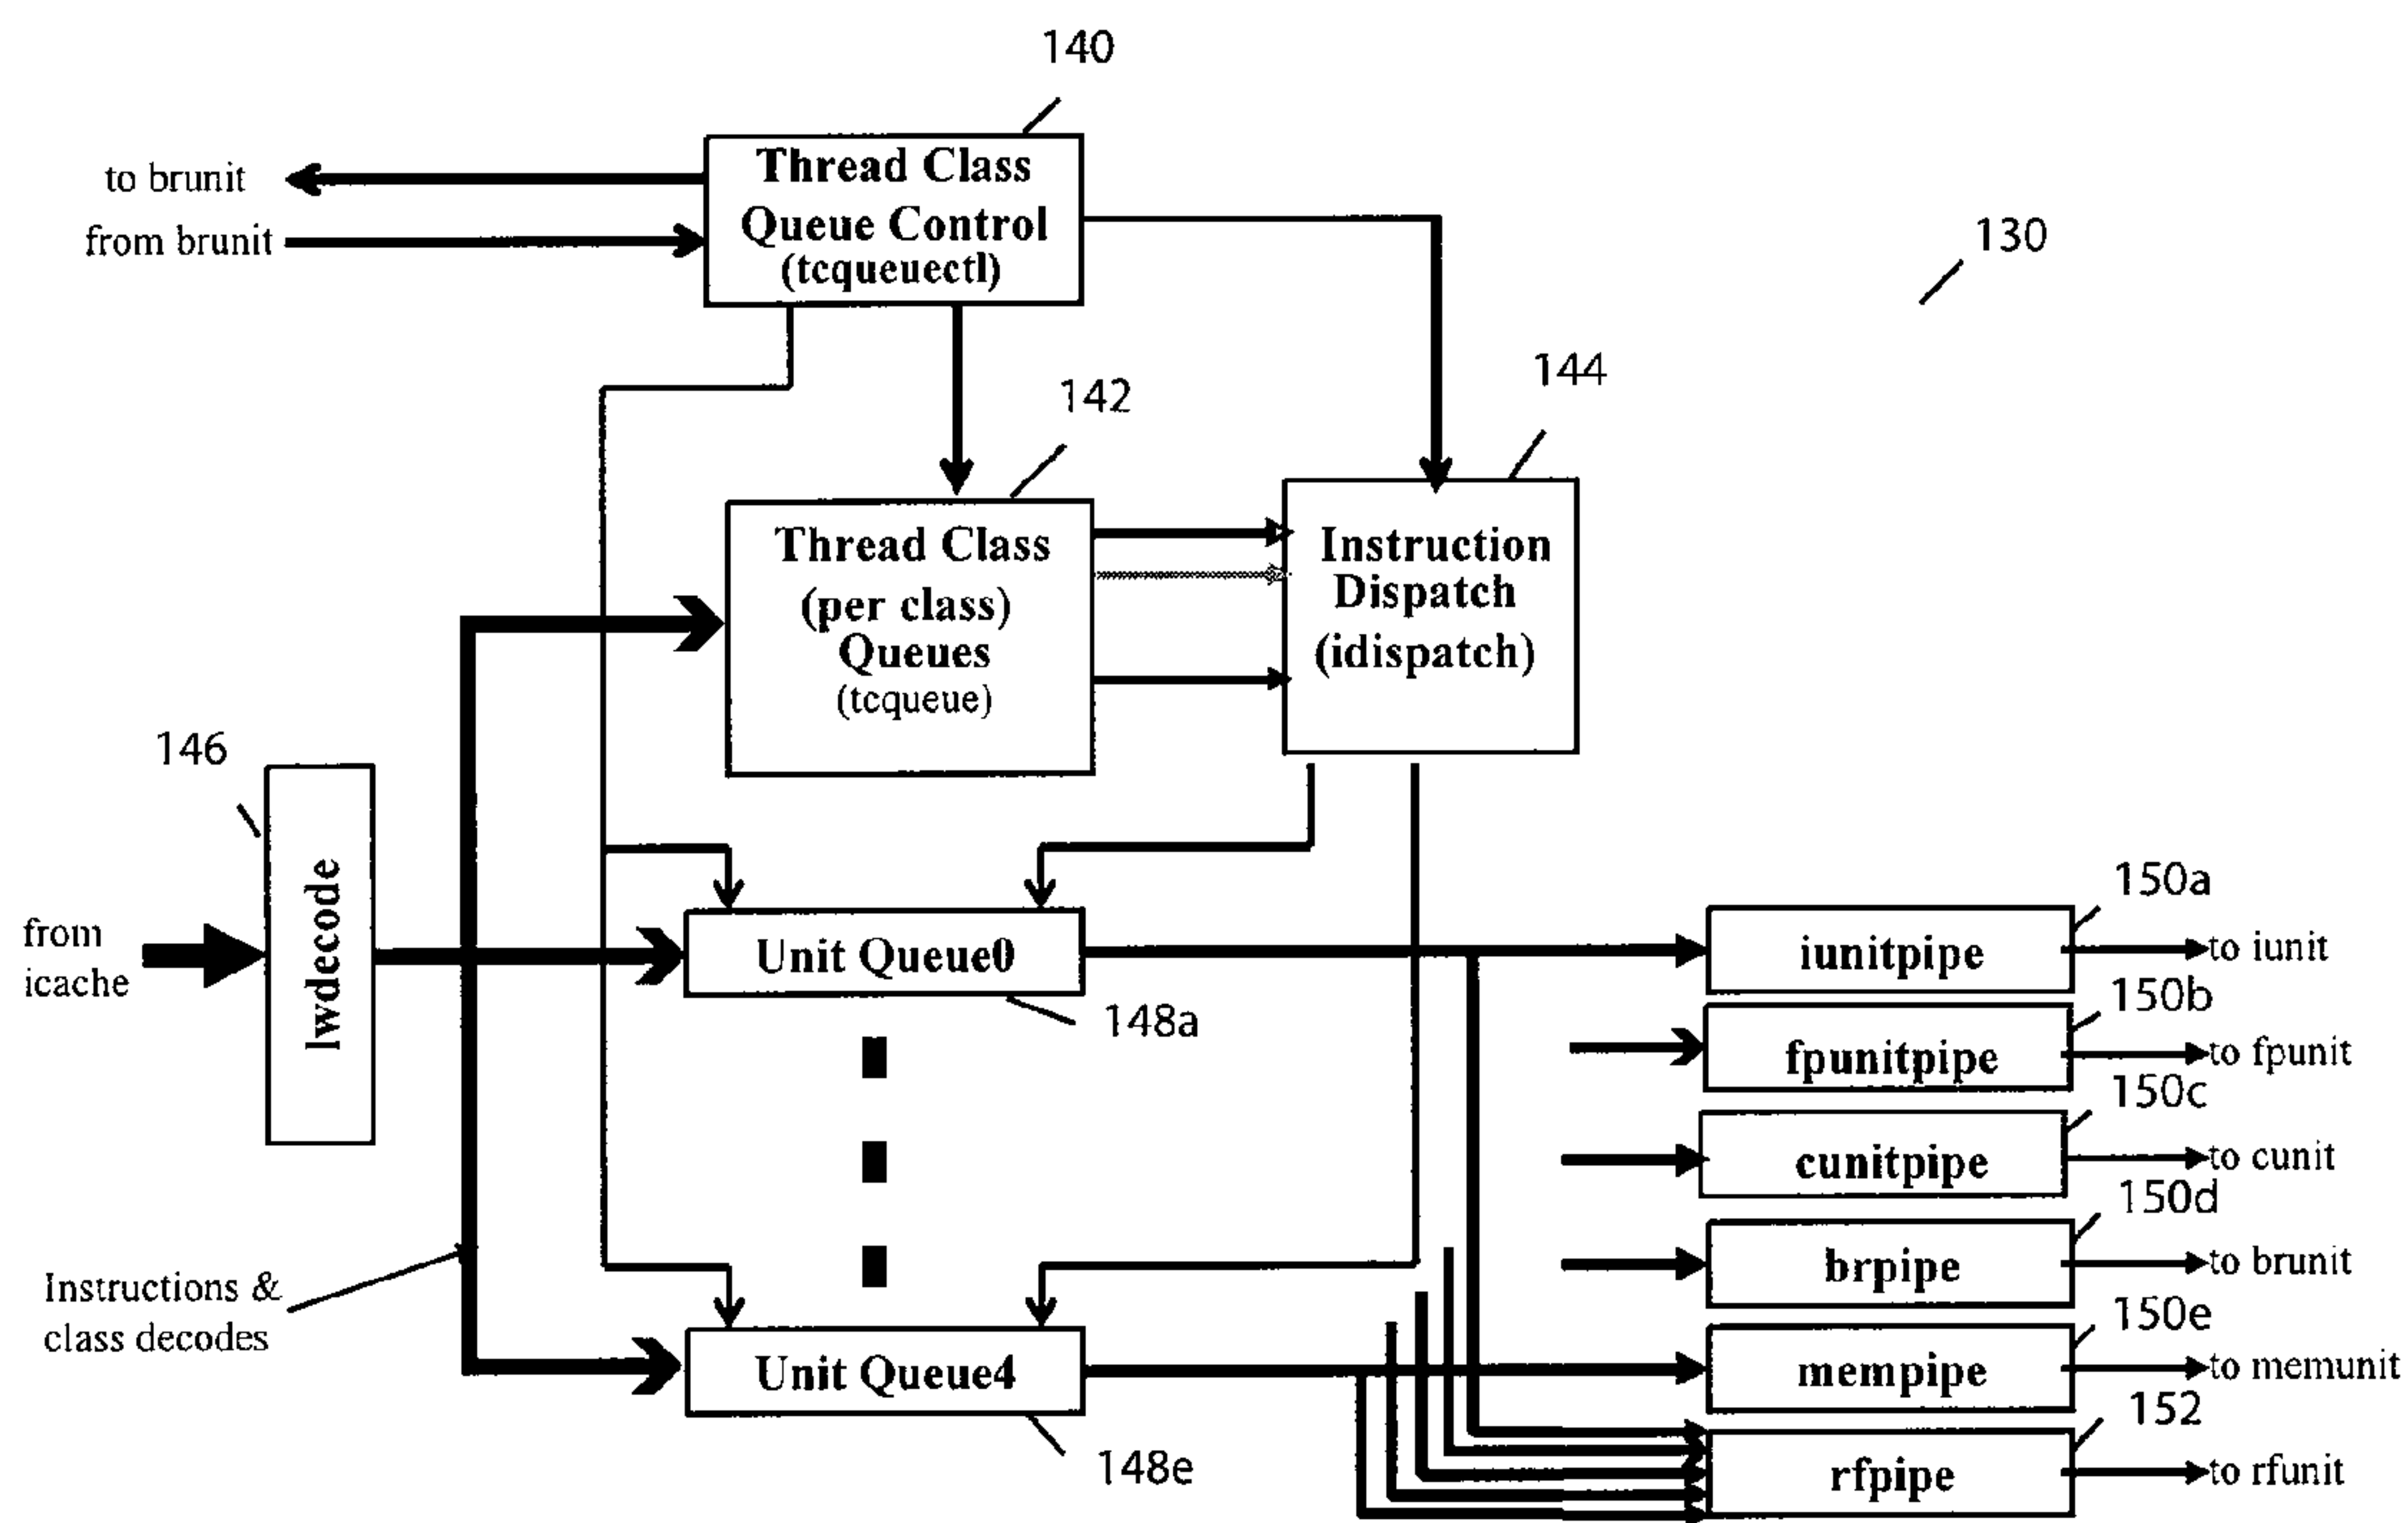 140
Thread Class
Queue Control
(tcqueuectl)
to brunit
from brunit
130
142
144
Thread Class
(per class)
Queues
(tcqueue)
Instruction
Dispatch
(idispatch)
146
lwdecode
from
icache
Instructions &
class decodes
Unit Queue0
148a
Unit Queue4
148e
150a
iunitpipe
to iunit
150b
fpunitpipe
to fpunit
150c
cunitpipe
to cunit
150d
brpipe
to brunit
150e
mempipe
to memunit
152
rfpipe
to rfunit